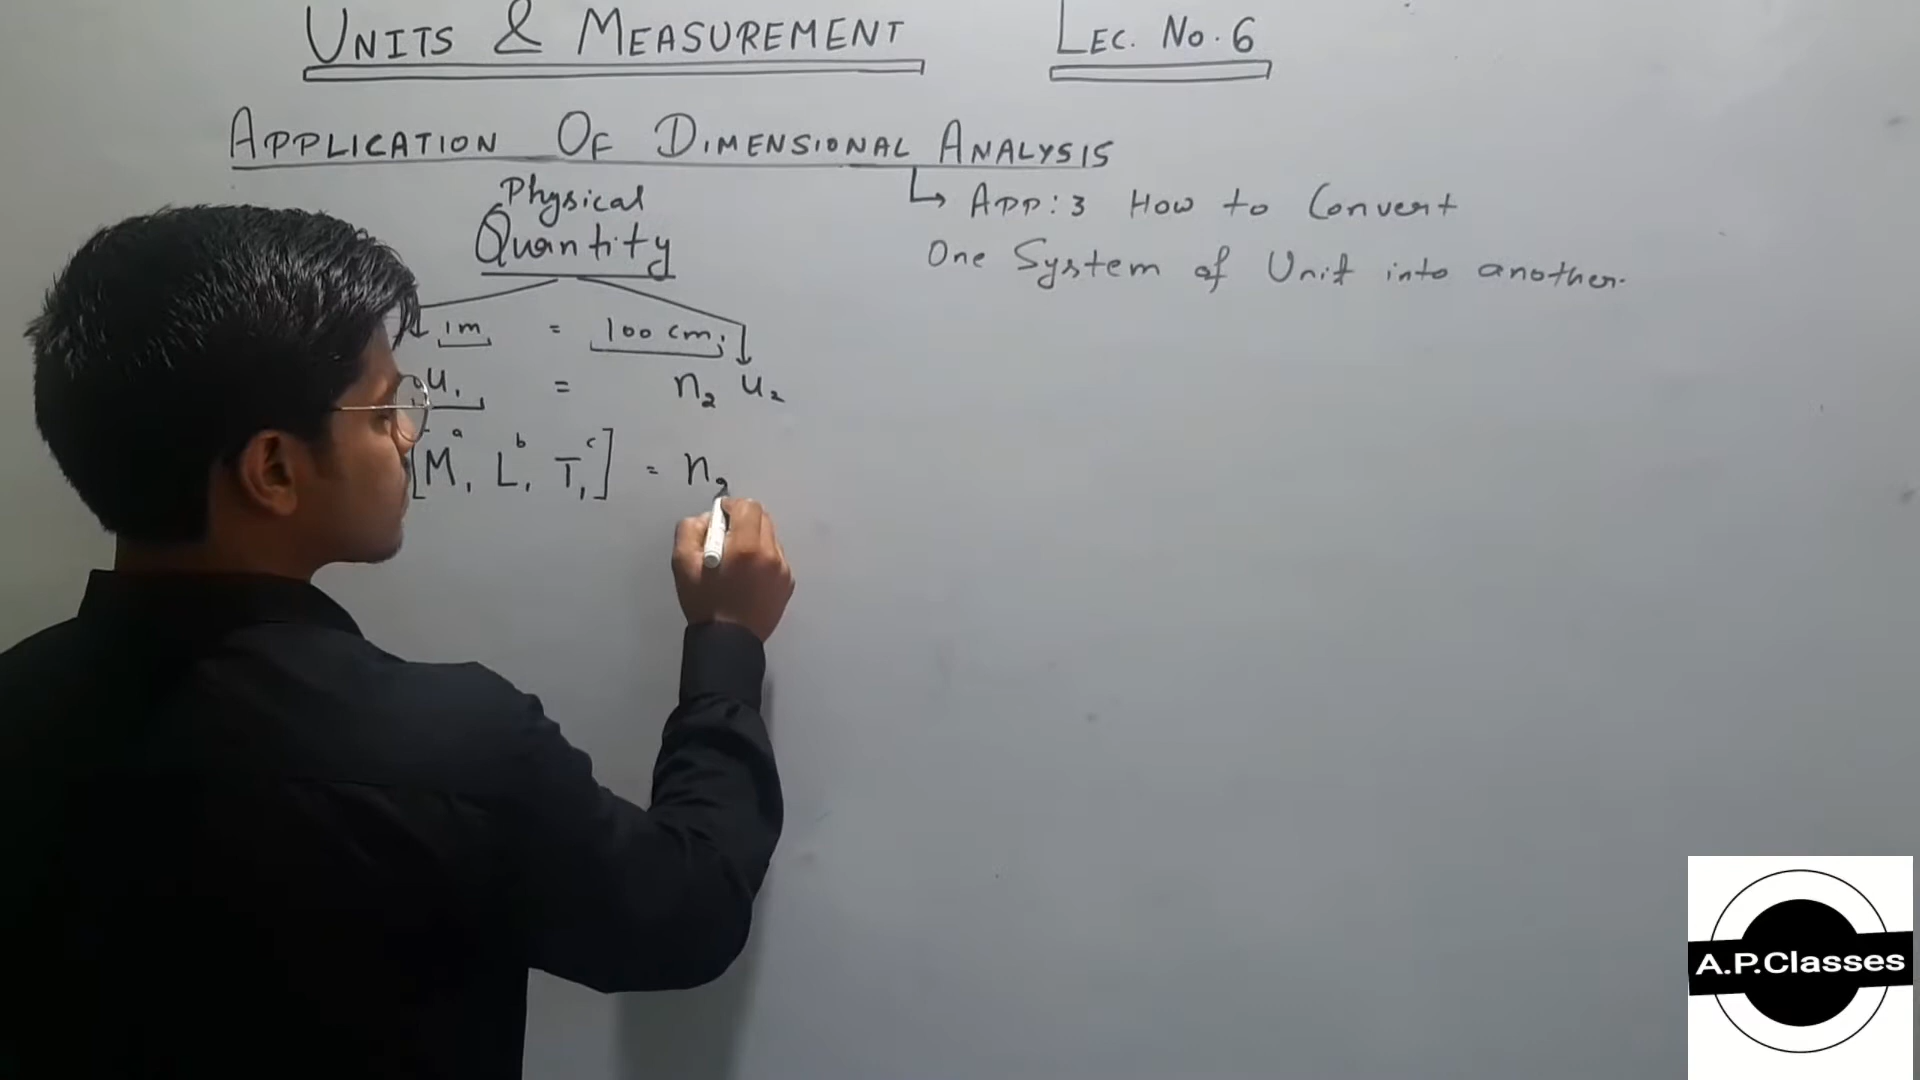 UNITS & MEASUREMENT LEC. NO. 6
APPLICATION OF DIMENSIONAL ANALYSIS
Physical
Quantity
↳ APP: 3 HOW to Convert
One System of Unit into another.
1m = 100 cm.
u₁ = n₂ u₂
[M₁ᵃ L₁ᵇ T₁ᶜ] = n₂
A.P.Classes